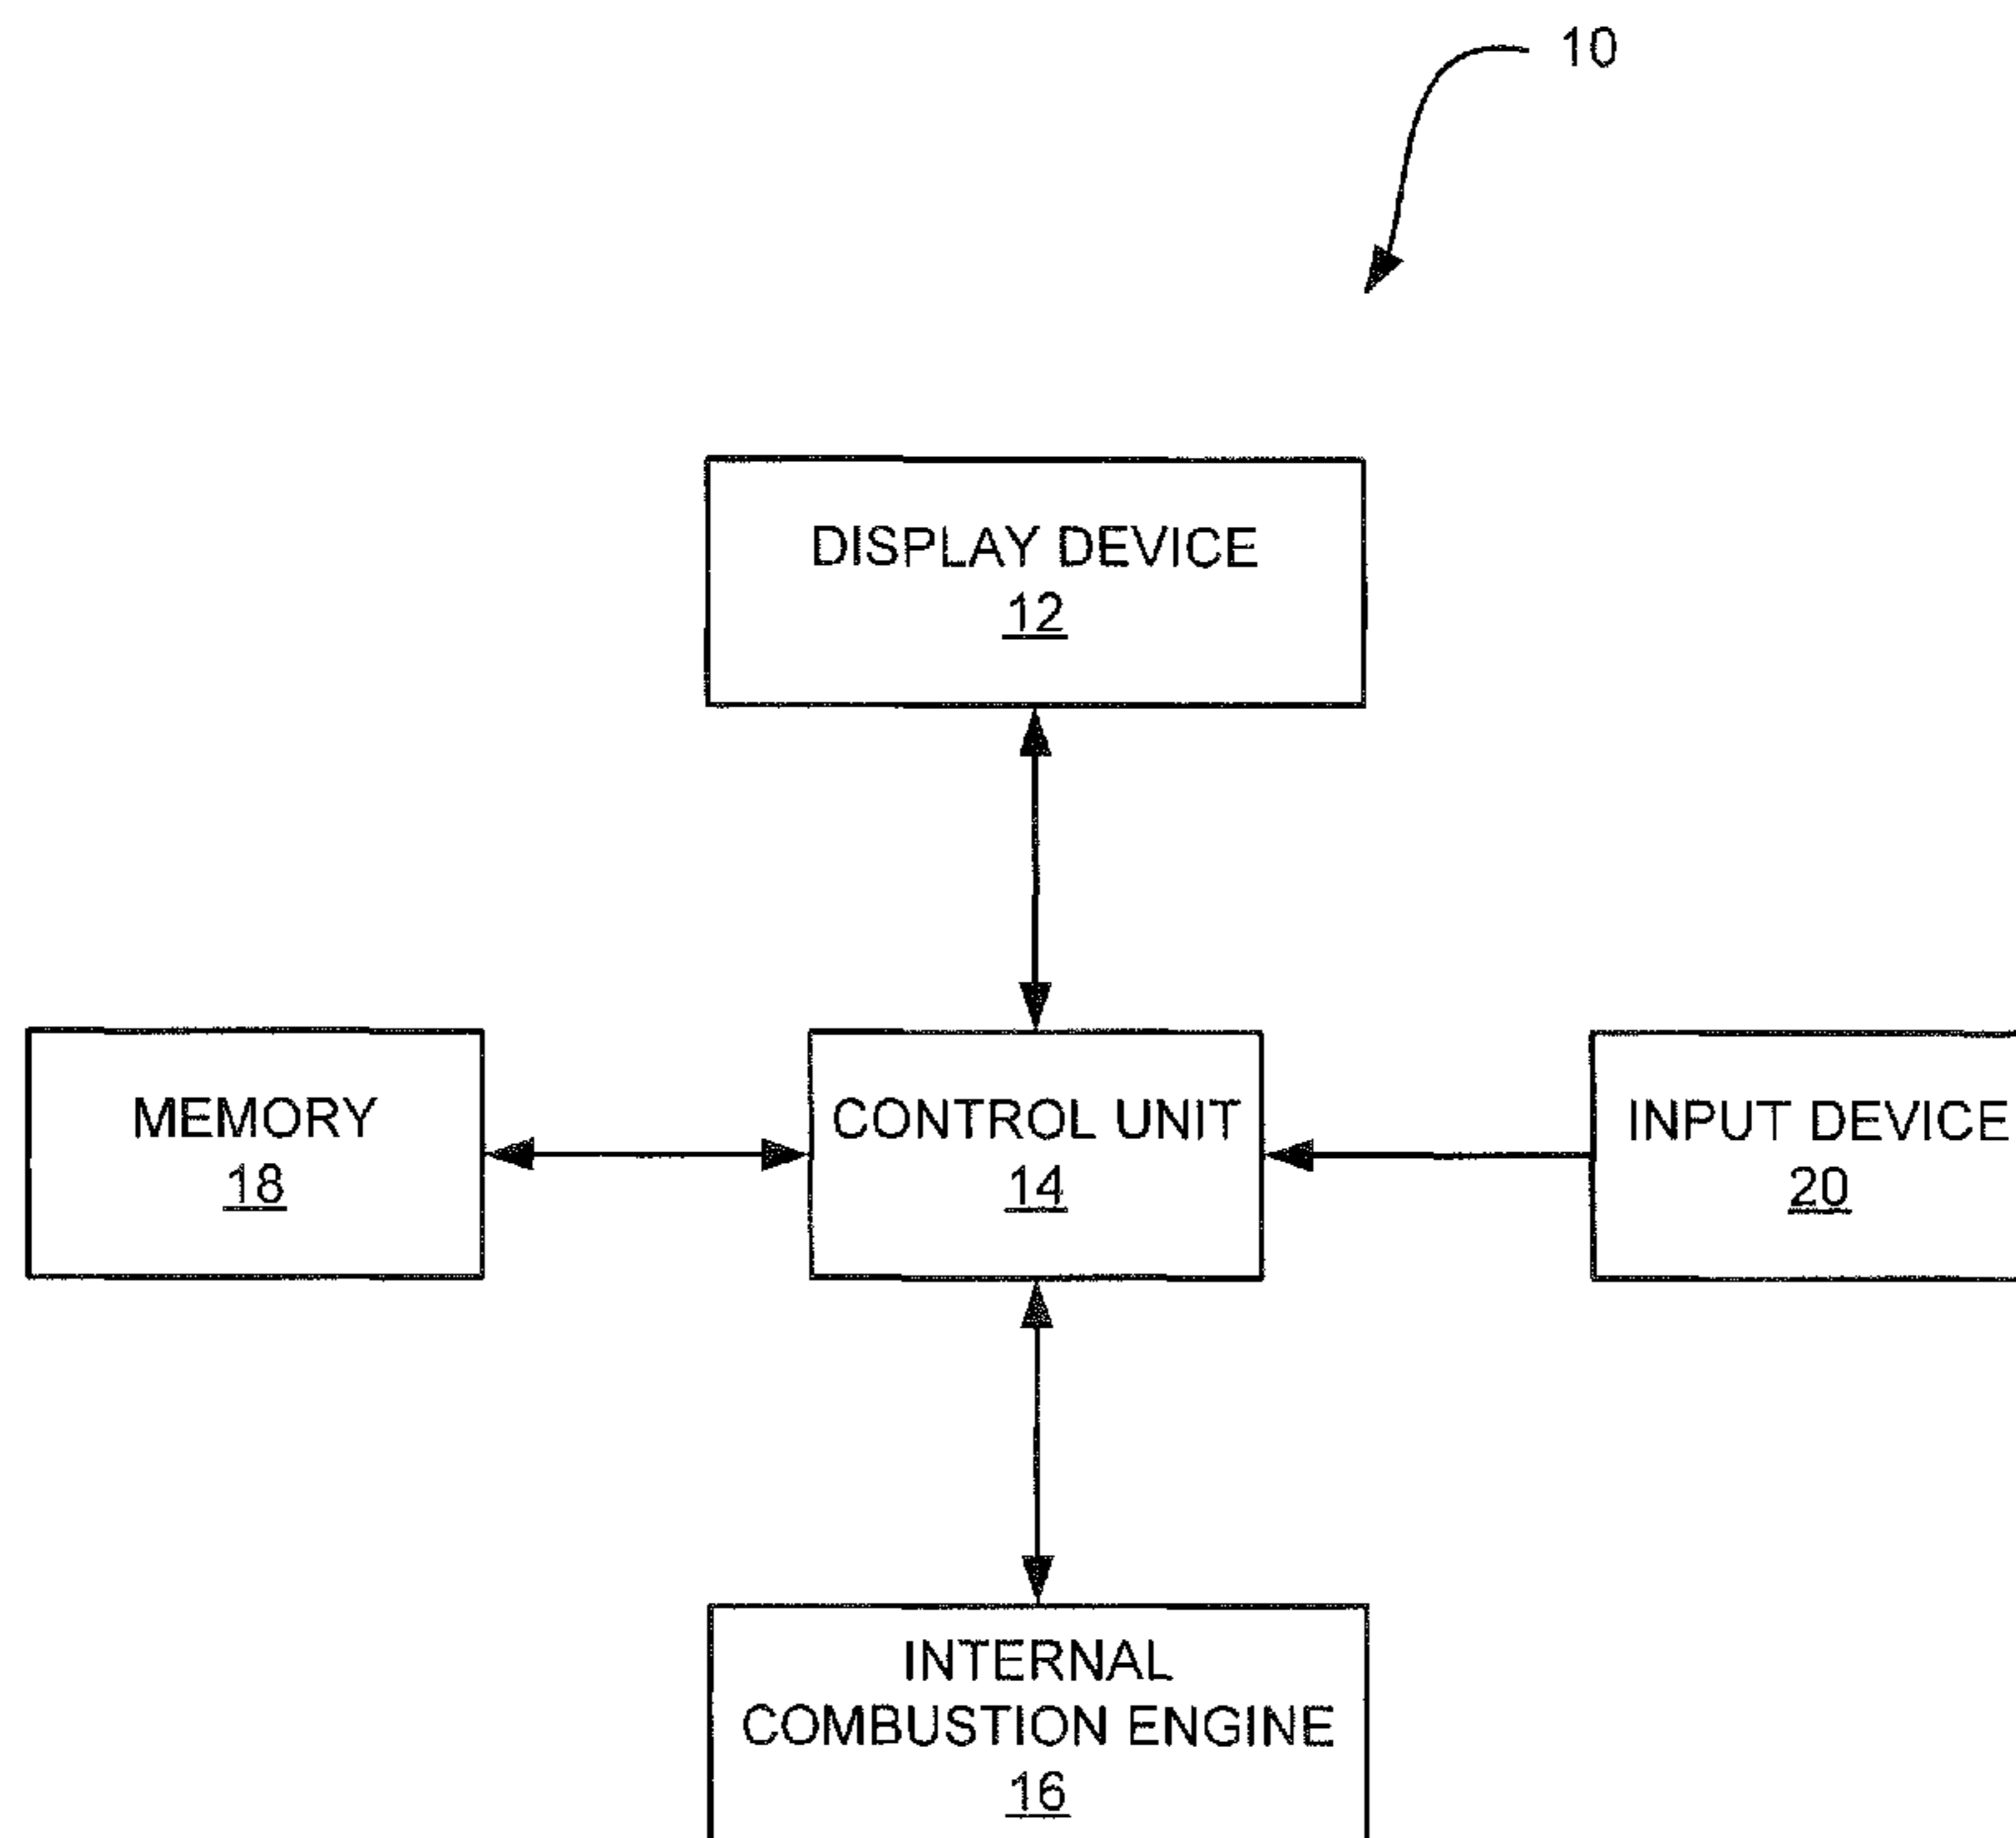 10
DISPLAY DEVICE
12
MEMORY
18
CONTROL UNIT
14
INPUT DEVICE
20
INTERNAL
COMBUSTION ENGINE
16